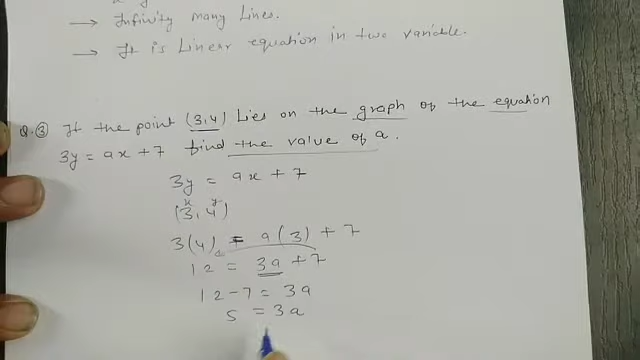 → Infinity many Lines.
→ It is Linear equation in two variable.
Q.③ If the point (3,4) Lies on the graph of the equation
3y = ax + 7 find the value of a.
3y = ax + 7
x y
(3,4)
3(4) = a(3) + 7
12 = 3a + 7
12 - 7 = 3a
5 = 3a